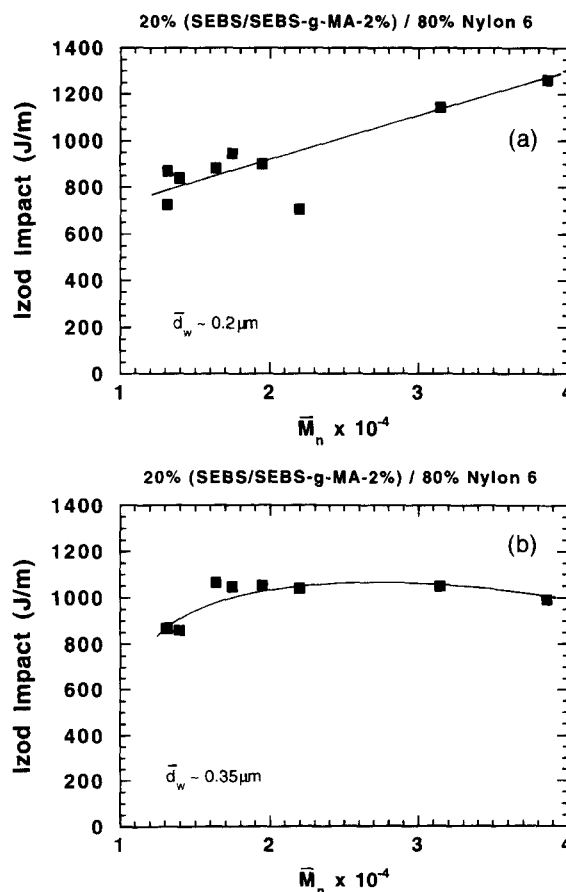 20% (SEBS/SEBS-g-MA-2%) / 80% Nylon 6
1400
1200
1000
800
600
400
200
0
Izod Impact (J/m)
(a)
d̄w ~ 0.2µm
1 2 3 4
M̄n x 10⁻⁴
20% (SEBS/SEBS-g-MA-2%) / 80% Nylon 6
1400
1200
1000
800
600
400
200
0
Izod Impact (J/m)
(b)
d̄w ~ 0.35µm
1 2 3 4
M̄n x 10⁻⁴